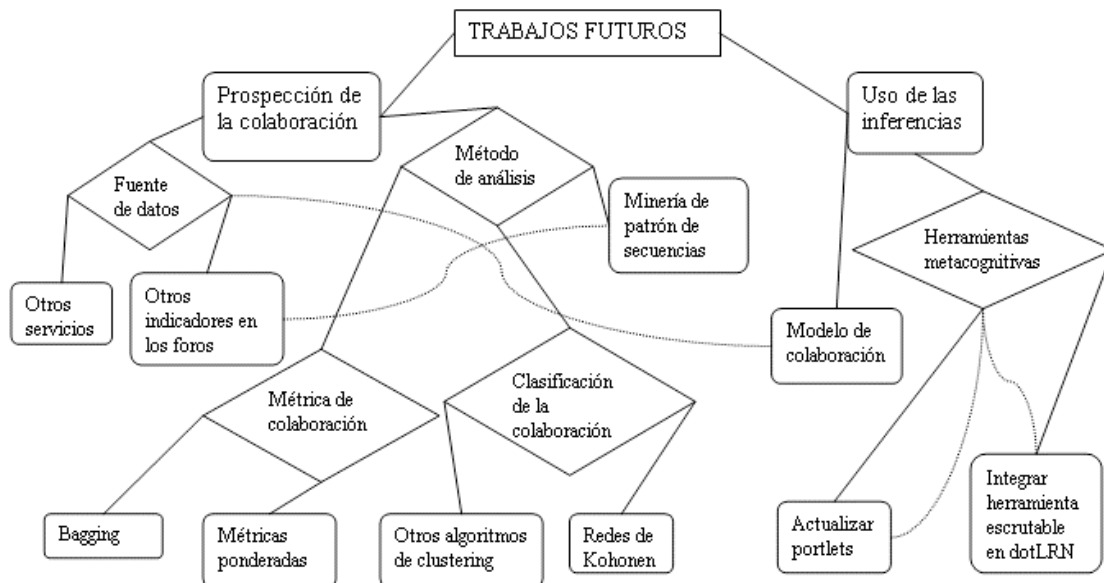 TRABAJOS FUTUROS
Prospección de
la colaboración
Uso de las
inferencias
Método
de análisis
Fuente
de datos
Minería de
patrón de
secuencias
Herramientas
metacognitivas
Otros
servicios
Otros
indicadores en
los foros
Modelo de
colaboración
Métrica de
colaboración
Clasificación
de la
colaboración
Bagging
Métricas
ponderadas
Otros algoritmos
de clustering
Redes de
Kohonen
Actualizar
portlets
Integrar
herramienta
escrutable
en dotLRN